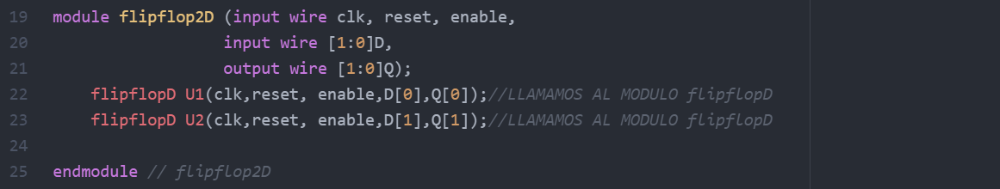 19 module flipflop2D (input wire clk, reset, enable,
20 input wire [1:0]D,
21 output wire [1:0]Q);
22 flipflopD U1(clk,reset, enable,D[0],Q[0]);//LLAMAMOS AL MODULO flipflopD
23 flipflopD U2(clk,reset, enable,D[1],Q[1]);//LLAMAMOS AL MODULO flipflopD
24
25 endmodule // flipflop2D